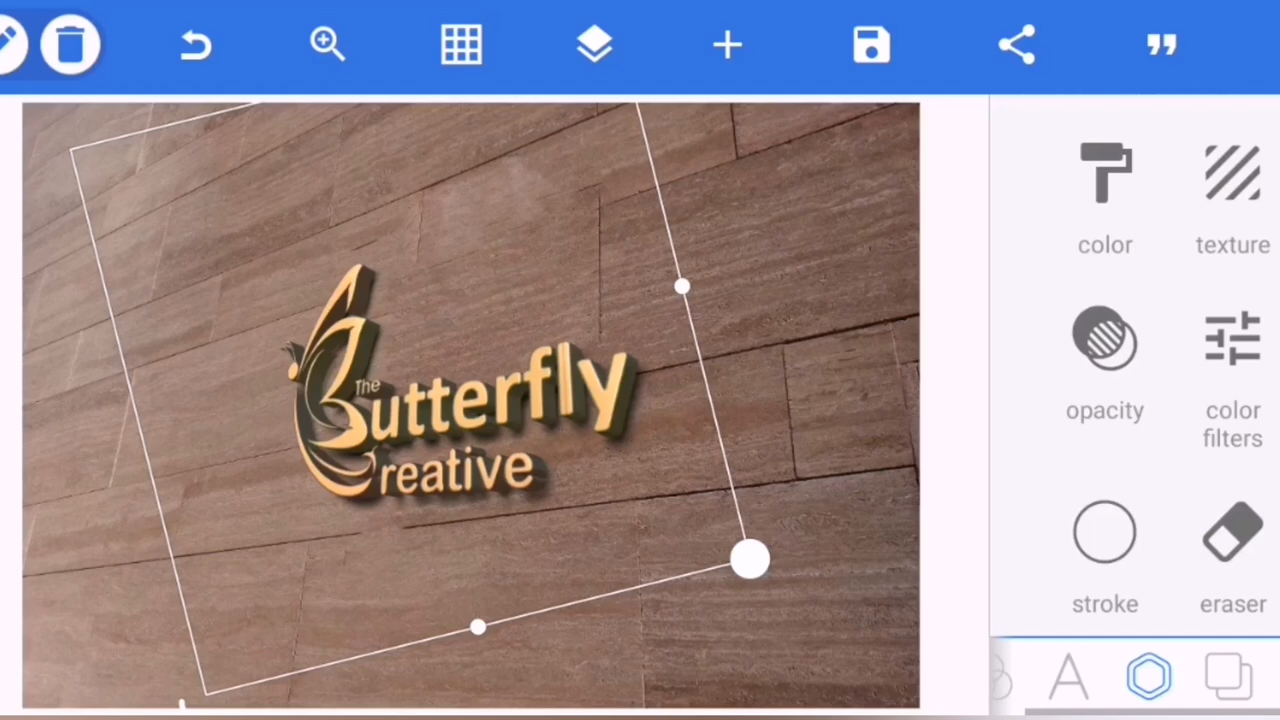 The
Butterfly
Creative
color
texture
opacity
color
filters
stroke
eraser